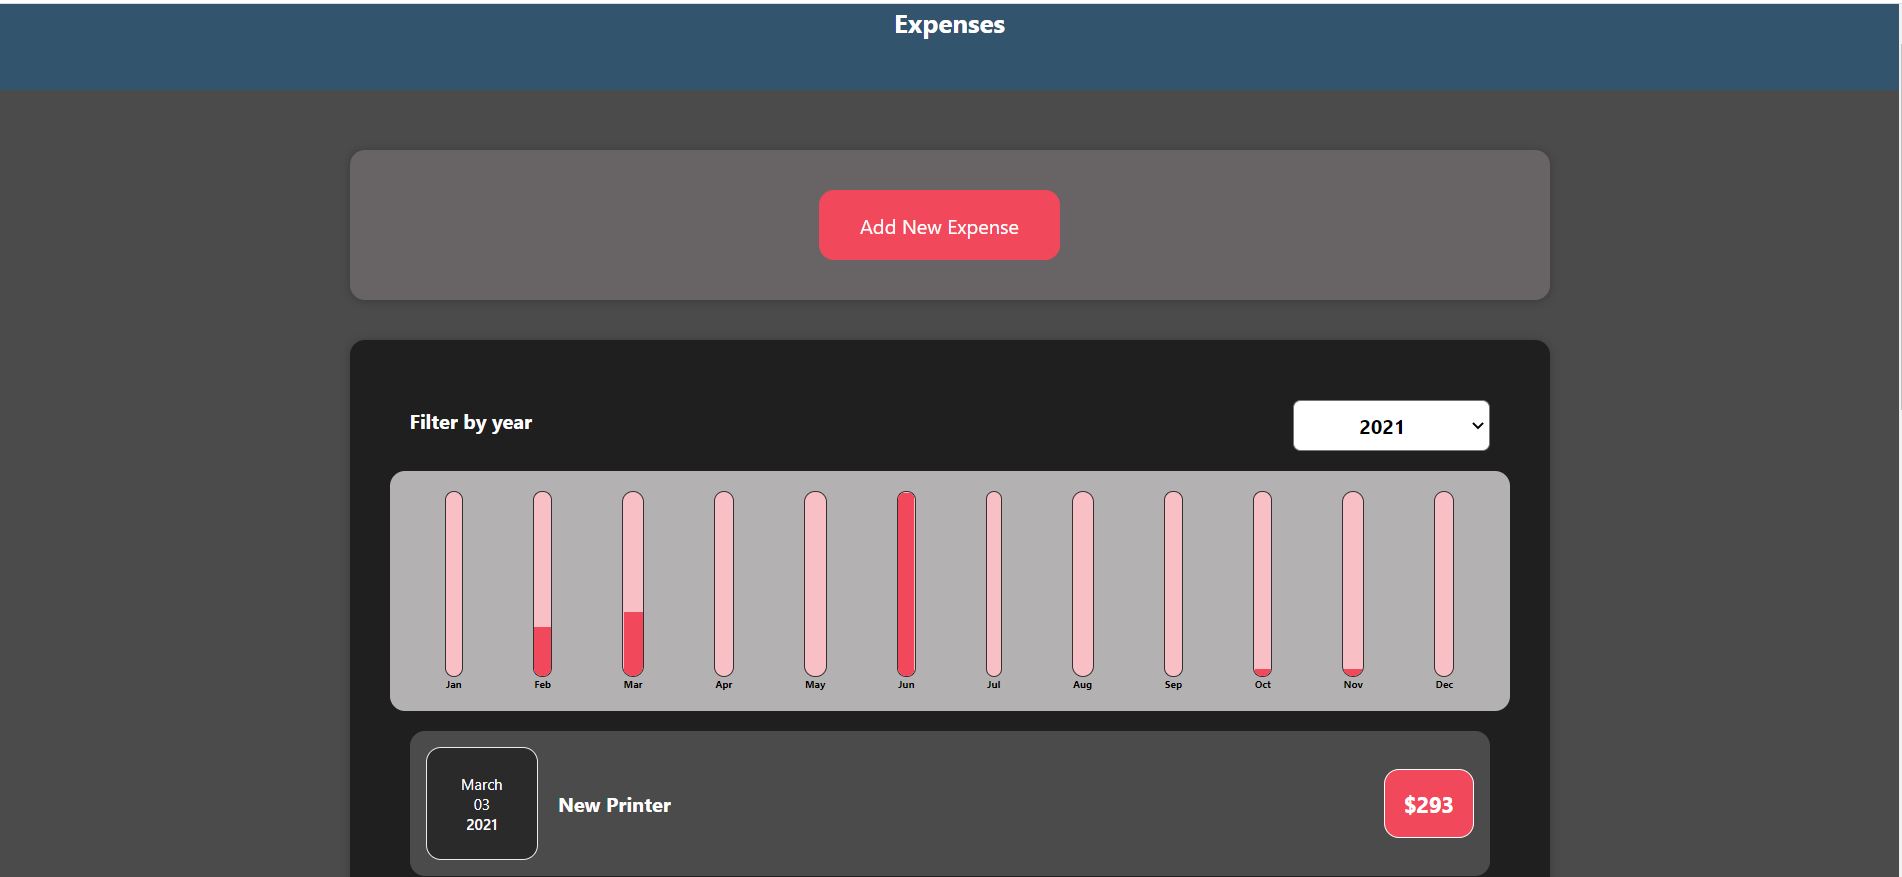 Expenses
Add New Expense
Filter by year
2021
Jan Feb Mar Apr May Jun Jul Aug Sep Oct Nov Dec
March
03
2021
New Printer
$293